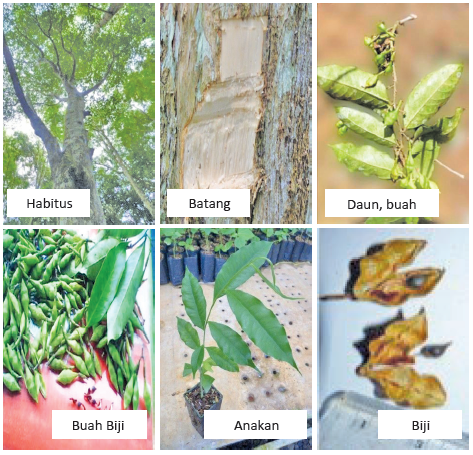 Habitus
Batang
Daun, buah
Buah Biji
Anakan
Biji